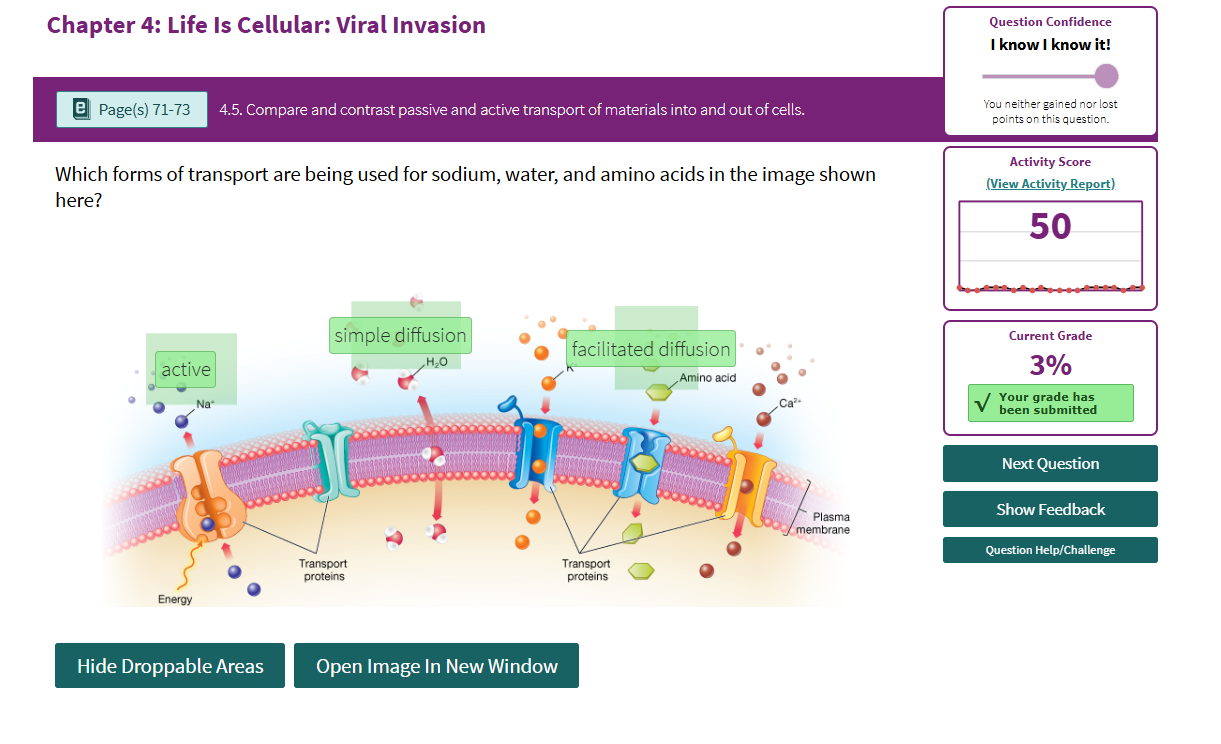 Chapter 4: Life Is Cellular: Viral Invasion
Question Confidence
I know I know it!
You neither gained nor lost
points on this question.
Page(s) 71-73
4.5. Compare and contrast passive and active transport of materials into and out of cells.
Which forms of transport are being used for sodium, water, and amino acids in the image shown
here?
Activity Score
(View Activity Report)
50
Current Grade
3%
√ Your grade has
been submitted
Next Question
Show Feedback
Question Help/Challenge
simple diffusion
facilitated diffusion
active
H₂O
Amino acid
Na⁺
Ca²⁺
Plasma
membrane
Transport
proteins
Transport
proteins
Energy
Hide Droppable Areas
Open Image In New Window